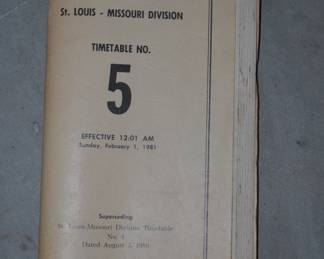 St. LOUIS - MISSOURI DIVISION
TIMETABLE NO.
5
EFFECTIVE 12:01 AM
Sunday, February 1, 1981
Superseding
St. Louis-Missouri Division Timetable
No. 4
Dated August 3, 1980